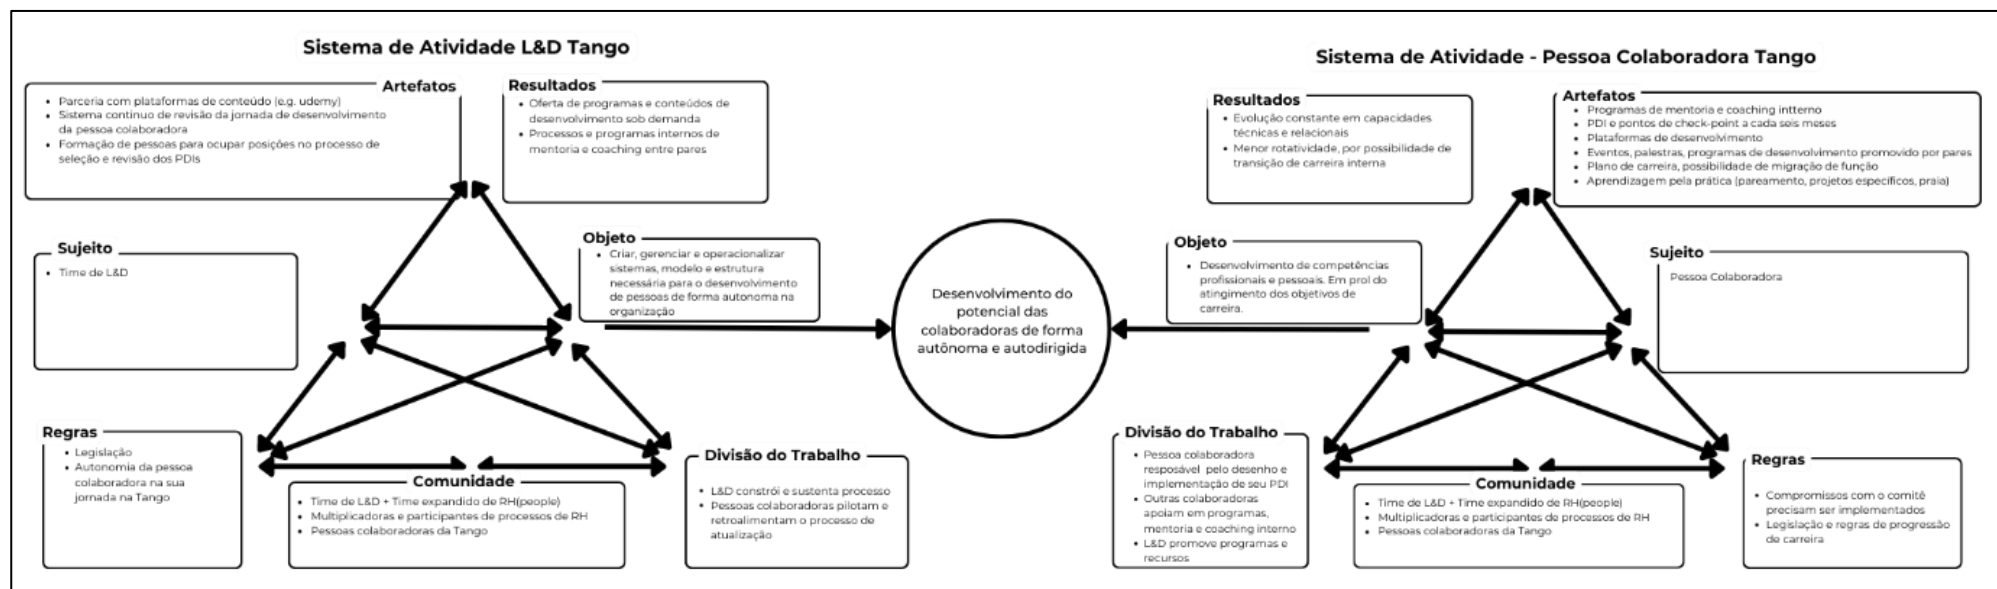 Sistema de Atividade L&D Tango
Artefatos
• Parceria com plataformas de conteúdo (e.g. udemy)
• Sistema continuo de revisão da jornada de desenvolvimento
da pessoa colaboradora
• Formação de pessoas para ocupar posições no processo de
seleção e revisão dos PDIs
Resultados
• Oferta de programas e conteúdos de
desenvolvimento sob demanda
• Processos e programas internos de
mentoria e coaching entre pares
Sujeito
• Time de L&D
Objeto
• Criar, gerenciar e operacionalizar
sistemas, modelo e estrutura
necessária para o desenvolvimento
de pessoas de forma autonoma na
organização
Regras
• Legislação
• Autonomia da pessoa
colaboradora na sua
jornada na Tango
Comunidade
• Time de L&D + Time expandido de RH(people)
• Multiplicadoras e participantes de processos de RH
• Pessoas colaboradoras da Tango
Divisão do Trabalho
• L&D constrói e sustenta processo
• Pessoas colaboradoras pilotam e
retroalimentam o processo de
atualização
Desenvolvimento do
potencial das
colaboradoras de forma
autônoma e autodirigida
Sistema de Atividade - Pessoa Colaboradora Tango
Resultados
• Evolução constante em capacidades
técnicas e relacionais
• Menor rotatividade, por possibilidade de
transição de carreira interna
Artefatos
• Programas de mentoria e coaching intterno
• PDI e pontos de check-point a cada seis meses
• Plataformas de desenvolvimento
• Eventos, palestras, programas de desenvolvimento promovido por pares
• Plano de carreira, possibilidade de migração de função
• Aprendizagem pela prática (pareamento, projetos específicos, praia)
Objeto
• Desenvolvimento de competências
profissionais e pessoais. Em prol do
atingimento dos objetivos de
carreira.
Sujeito
Pessoa Colaboradora
Divisão do Trabalho
• Pessoa colaboradora
resposável pelo desenho e
implementação de seu PDI
• Outras colaboradoras
apoiam em programas,
mentoria e coaching interno
• L&D promove programas e
recursos
Comunidade
• Time de L&D + Time expandido de RH(people)
• Multiplicadoras e participantes de processos de RH
• Pessoas colaboradoras da Tango
Regras
• Compromissos com o comitê
precisam ser implementados
• Legislação e regras de progressão
de carreira